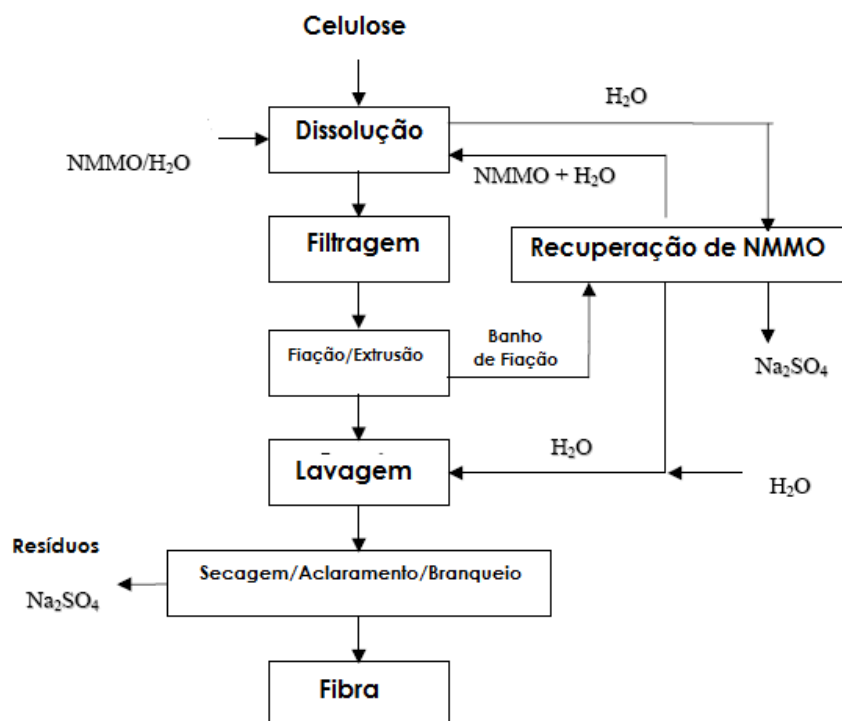 Celulose
H₂O
Dissolução
NMMO/H₂O
NMMO + H₂O
Filtragem
Recuperação de NMMO
Fiação/Extrusão
Banho
de Fiação
Na₂SO₄
Lavagem
H₂O
H₂O
Resíduos
Secagem/Aclaramento/Branqueio
Na₂SO₄
Fibra